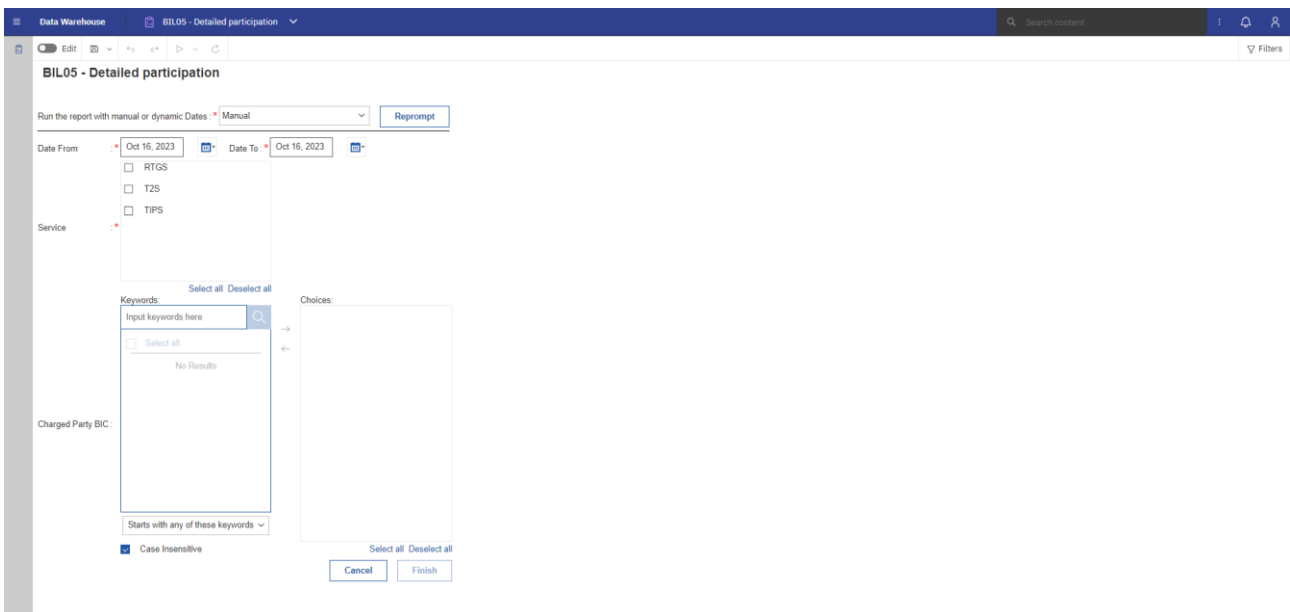 Data Warehouse
BIL05 - Detailed participation
Search content
Edit
Filters
BIL05 - Detailed participation
Run the report with manual or dynamic Dates : * Manual
Reprompt
Date From : * Oct 16, 2023 Date To : * Oct 16, 2023
RTGS
T2S
TIPS
Service : *
Select all Deselect all
Keywords: Choices:
Input keywords here
Select all
No Results
Charged Party BIC :
Starts with any of these keywords
Case Insensitive
Select all Deselect all
Cancel Finish